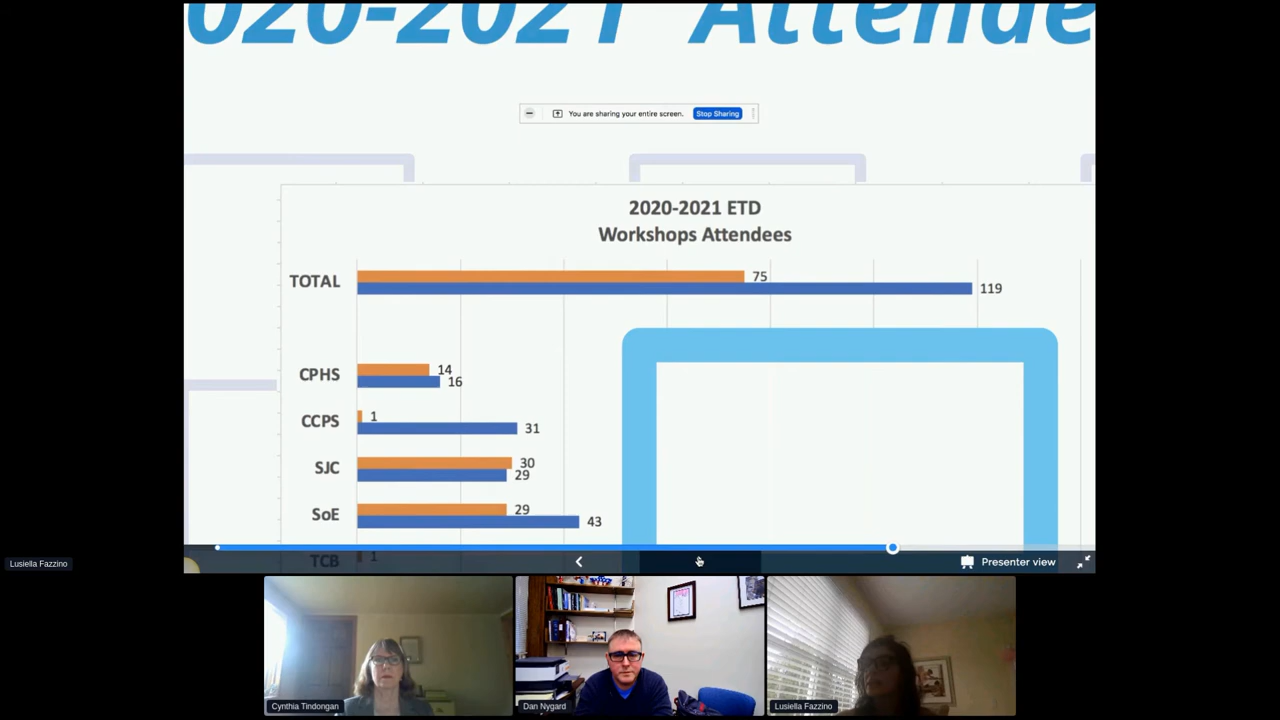 020-2021 Attende
You are sharing your entire screen. Stop Sharing
2020-2021 ETD
Workshops Attendees
TOTAL
75
119
CPHS
14
16
CCPS
1
31
SJC
30
29
SoE
29
43
TCB
1
Presenter view
Lusiella Fazzino
Cynthia Tindongan
Dan Nygard
Lusiella Fazzino